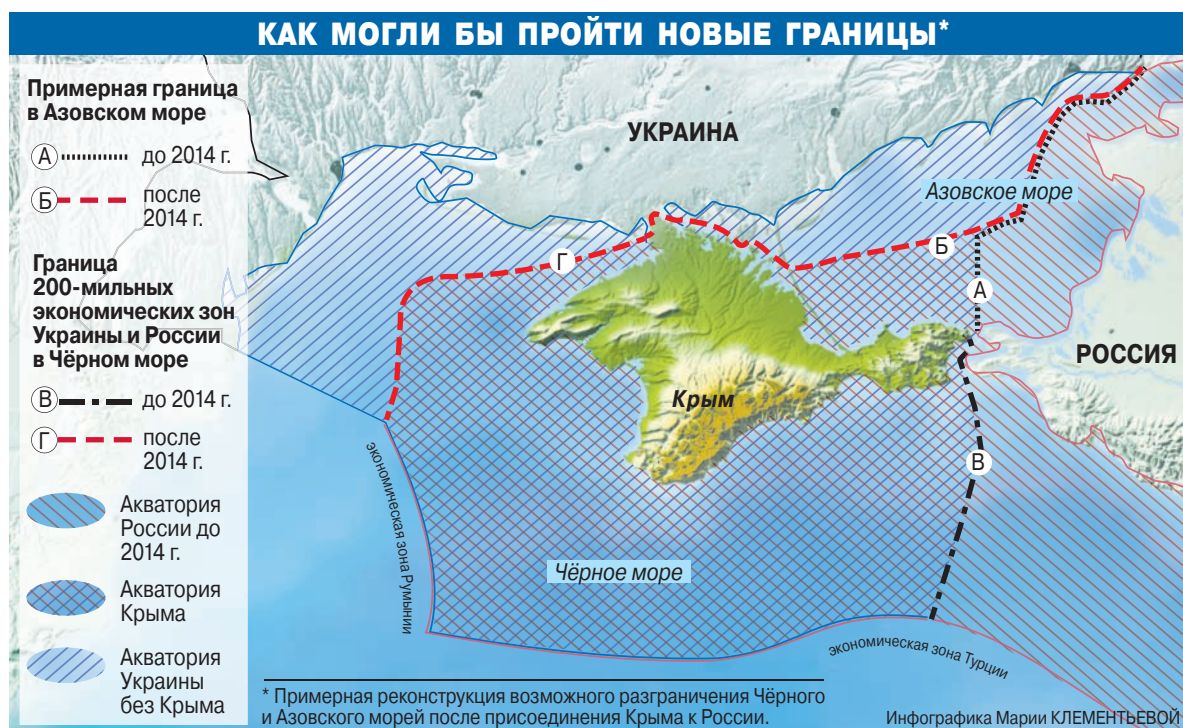 КАК МОГЛИ БЫ ПРОЙТИ НОВЫЕ ГРАНИЦЫ*
Примерная граница
в Азовском море
А до 2014 г.
Б после
2014 г.
Граница
200-мильных
экономических зон
Украины и России
в Чёрном море
В до 2014 г.
Г после
2014 г.
Акватория
России до
2014 г.
Акватория
Крыма
Акватория
Украины
без Крыма
УКРАИНА
Азовское море
Б
Г
А
РОССИЯ
Крым
В
экономическая зона Румынии
Чёрное море
экономическая зона Турции
* Примерная реконструкция возможного разграничения Чёрного
и Азовского морей после присоединения Крыма к России.
Инфографика Марии КЛЕМЕНТЬЕВОЙ